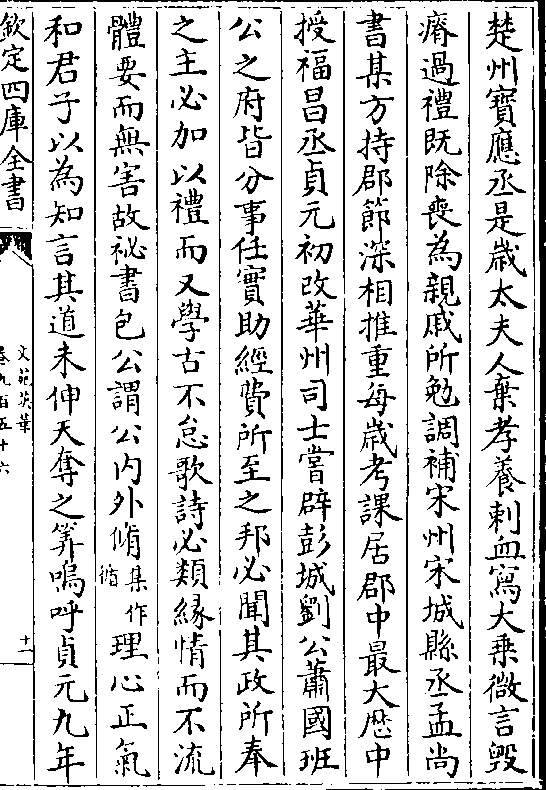 楚州寶應丞是歲太夫人棄孝養刺血寫大乗微言毀
瘠過禮既除喪為親戚所勉調補宋州宋城縣丞孟尚
書某方持郡節深相推重每歲考課居郡中最大厯中
授福昌丞貞元初改華州司士嘗辟彭城劉公蕭國班
公之府皆分事任實助經費所至之邦必聞其政所奉
之主必加以禮而又學古不怠歌詩必類緣情而不流
體要而無害故祕書包公謂公内外脩集作循理心正氣
和君子以為知言其道未伸天奪之筭嗚呼貞元九年
欽定四庫全書
文苑英華
卷九百五十六
十一